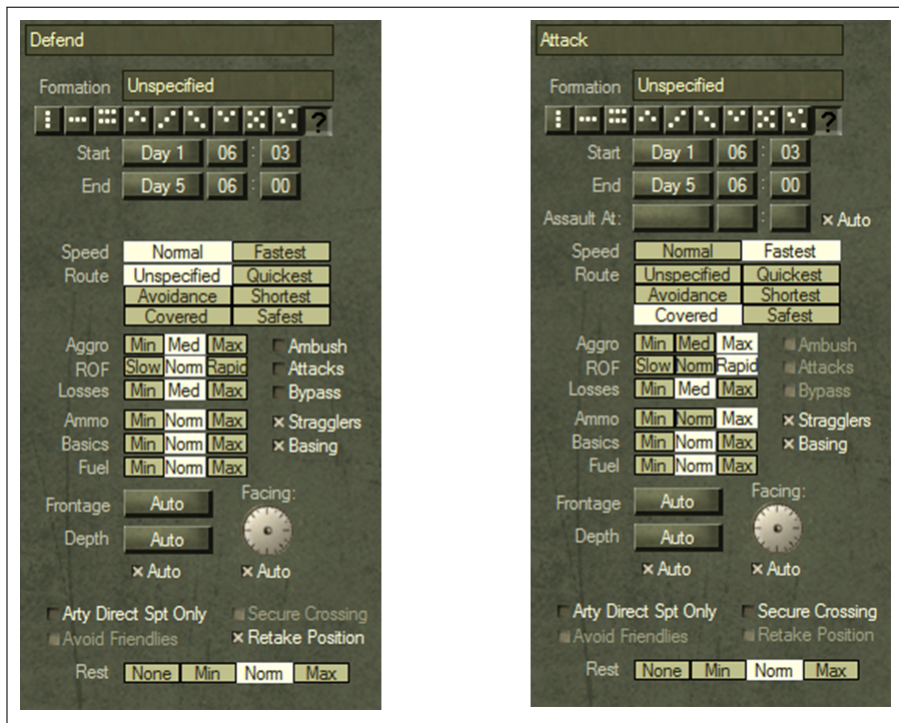 Defend
Formation Unspecified
?
Start Day 1 06 : 03
End Day 5 06 : 00
Speed Normal Fastest
Route Unspecified Quickest
Avoidance Shortest
Covered Safest
Aggro Min Med Max Ambush
ROF Slow Norm Rapid Attacks
Losses Min Med Max Bypass
Ammo Min Norm Max Stragglers
Basics Min Norm Max Basing
Fuel Min Norm Max
Frontage Auto Facing:
Depth Auto
Auto Auto
Arty Direct Spt Only Secure Crossing
Avoid Friendlies Retake Position
Rest None Min Norm Max
Attack
Formation Unspecified
?
Start Day 1 06 : 03
End Day 5 06 : 00
Assault At: : Auto
Speed Normal Fastest
Route Unspecified Quickest
Avoidance Shortest
Covered Safest
Aggro Min Med Max Ambush
ROF Slow Norm Rapid Attacks
Losses Min Med Max Bypass
Ammo Min Norm Max Stragglers
Basics Min Norm Max Basing
Fuel Min Norm Max
Frontage Auto Facing:
Depth Auto
Auto Auto
Arty Direct Spt Only Secure Crossing
Avoid Friendlies Retake Position
Rest None Min Norm Max